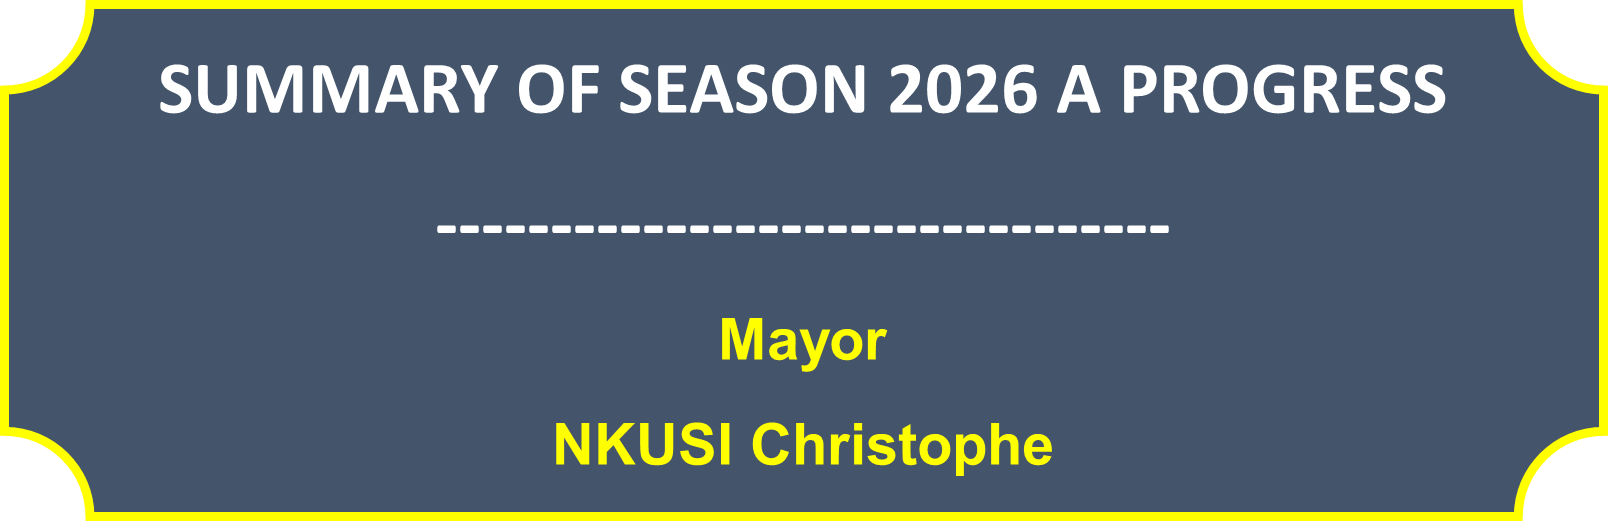 SUMMARY OF SEASON 2026 A PROGRESS
--------------------------------
Mayor
NKUSI Christophe